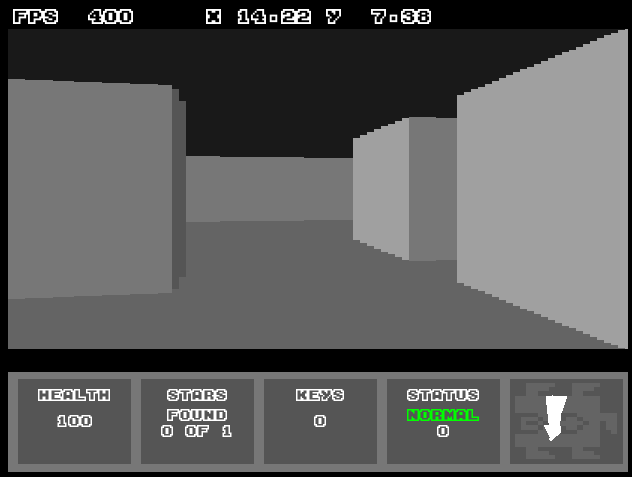 FPS 400 X 14.22 Y 7.38
HEALTH
100
STARS
FOUND
0 OF 1
KEYS
0
STATUS
NORMAL
0